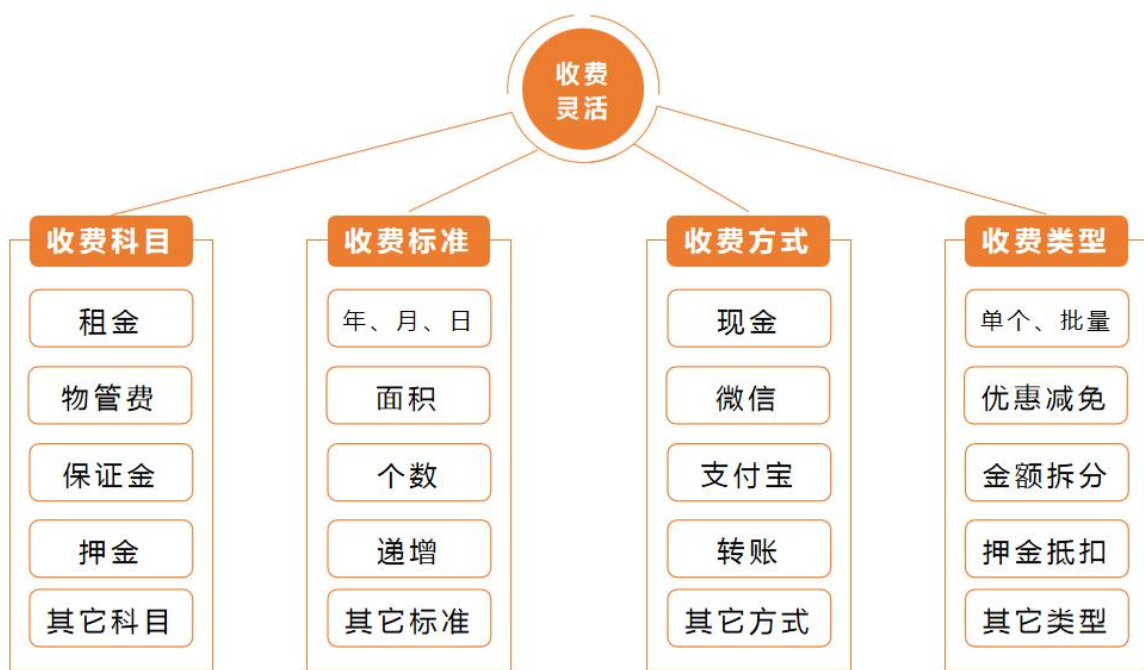 收费
灵活
收费科目
租金
物管费
保证金
押金
其它科目
收费标准
年、月、日
面积
个数
递增
其它标准
收费方式
现金
微信
支付宝
转账
其它方式
收费类型
单个、批量
优惠减免
金额拆分
押金抵扣
其它类型